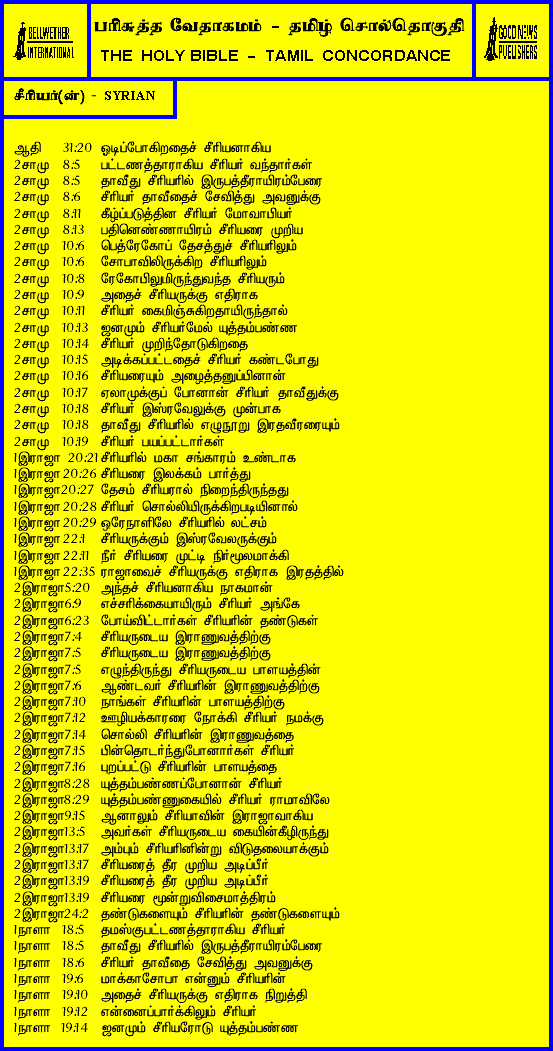 BELLWETHER
INTERNATIONAL
பரிசுத்த வேதாகமம் - தமிழ் சொல்தொகுதி
THE HOLY BIBLE - TAMIL CONCORDANCE
GOOD NEWS
PUBLISHERS
சீரியர்(ன்) - SYRIAN
ஆதி 31:20 ஓடிப்போகிறதைச் சீரியனாகிய
2சாமு 8:5 பட்டணத்தாராகிய சீரியர் வந்தார்கள்
2சாமு 8:5 தாவீது சீரியரில் இருபத்தீராயிரம்பேரை
2சாமு 8:6 சீரியர் தாவீதைச் சேவித்து அவனுக்கு
2சாமு 8:11 கீழ்ப்படுத்தின சீரியர் மோவாபியர்
2சாமு 8:13 பதினெண்ணாயிரம் சீரியரை முறிய
2சாமு 10.6 பெத்ரேகோப் தேசத்துச் சீரியரிலும்
2சாமு 10.6 சோபாவிலிருக்கிற சீரியரிலும்
2சாமு 10.8 ரேகோபிலுமிருந்துவந்த சீரியரும்
2சாமு 10.9 அதைச் சீரியருக்கு எதிராக
2சாமு 10.11 சீரியர் கைமிஞ்சுகிறதாயிருந்தால்
2சாமு 10.13 ஜனமும் சீரியர்மேல் யுத்தம்பண்ண
2சாமு 10.14 சீரியர் முறிந்தோடுகிறதை
2சாமு 10.15 அடிக்கப்பட்டதைச் சீரியர் கண்டபோது
2சாமு 10.16 சீரியரையும் அழைத்தனுப்பினான்
2சாமு 10.17 ஏலாமுக்குப் போனான் சீரியர் தாவீதுக்கு
2சாமு 10.18 சீரியர் இஸ்ரவேலுக்கு முன்பாக
2சாமு 10.18 தாவீது சீரியரில் எழுநூறு இரதவீரரையும்
2சாமு 10.19 சீரியர் பயப்பட்டார்கள்
1இராஜா 20:21 சீரியரில் மகா சங்காரம் உண்டாக
1இராஜா 20:26 சீரியரை இலக்கம் பார்த்து
1இராஜா20:27 தேசம் சீரியரால் நிறைந்திருந்தது
1இராஜா 20:28 சீரியர் சொல்லியிருக்கிறபடியினால்
1இராஜா 20:29 ஒரேநாளிலே சீரியரில் லட்சம்
1இராஜா 22:1 சீரியருக்கும் இஸ்ரவேலருக்கும்
1இராஜா 22:11 நீர் சீரியரை முட்டி நிர்மூலமாக்கி
1இராஜா 22:35 ராஜாவைச் சீரியருக்கு எதிராக இரதத்தில்
2இராஜா5:20 அந்தச் சீரியனாகிய நாகமான்
2இராஜா6:9 எச்சரிக்கையாயிரும் சீரியர் அங்கே
2இராஜா6:23 போய்விட்டார்கள் சீரியரின் தண்டுகள்
2இராஜா7:4 சீரியருடைய இராணுவத்திற்கு
2இராஜா7:5 சீரியருடைய இராணுவத்திற்கு
2இராஜா7:5 எழுந்திருந்து சீரியருடைய பாளயத்தின்
2இராஜா7:6 ஆண்டவர் சீரியரின் இராணுவத்திற்கு
2இராஜா7:10 நாங்கள் சீரியரின் பாளயத்திற்கு
2இராஜா7:12 ஊழியக்காரரை நோக்கி சீரியர் நமக்கு
2இராஜா7:14 சொல்லி சீரியரின் இராணுவத்தை
2இராஜா7:15 பின்தொடர்ந்துபோனார்கள் சீரியர்
2இராஜா7:16 புறப்பட்டு சீரியரின் பாளயத்தை
2இராஜா8:28 யுத்தம்பண்ணப்போனான் சீரியர்
2இராஜா8:29 யுத்தம்பண்ணுகையில் சீரியர் ராமாவிலே
2இராஜா9:15 ஆனாலும் சீரியாவின் இராஜாவாகிய
2இராஜா13:5 அவர்கள் சீரியருடைய கையின்கீழிருந்து
2இராஜா13:17 அம்பும் சீரியரினின்று விடுதலையாக்கும்
2இராஜா13:17 சீரியரைத் தீர முறிய அடிப்பீர்
2இராஜா13:19 சீரியரைத் தீர முறிய அடிப்பீர்
2இராஜா13:19 சீரியரை மூன்றுவிசைமாத்திரம்
2இராஜா24:2 தண்டுகளையும் சீரியரின் தண்டுகளையும்
1நாளா 18:5 தமஸ்குபட்டணத்தாராகிய சீரியர்
1நாளா 18:5 தாவீது சீரியரில் இருபத்தீராயிரம்பேரை
1நாளா 18:6 சீரியர் தாவீதை சேவித்து அவனுக்கு
1நாளா 19:6 மாக்காசோபா என்னும் சீரியரின்
1நாளா 19:10 அதைச் சீரியருக்கு எதிராக நிறுத்தி
1நாளா 19:12 என்னைப்பார்க்கிலும் சீரியர்
1நாளா 19:14 ஜனமும் சீரியரோடு யுத்தம்பண்ண